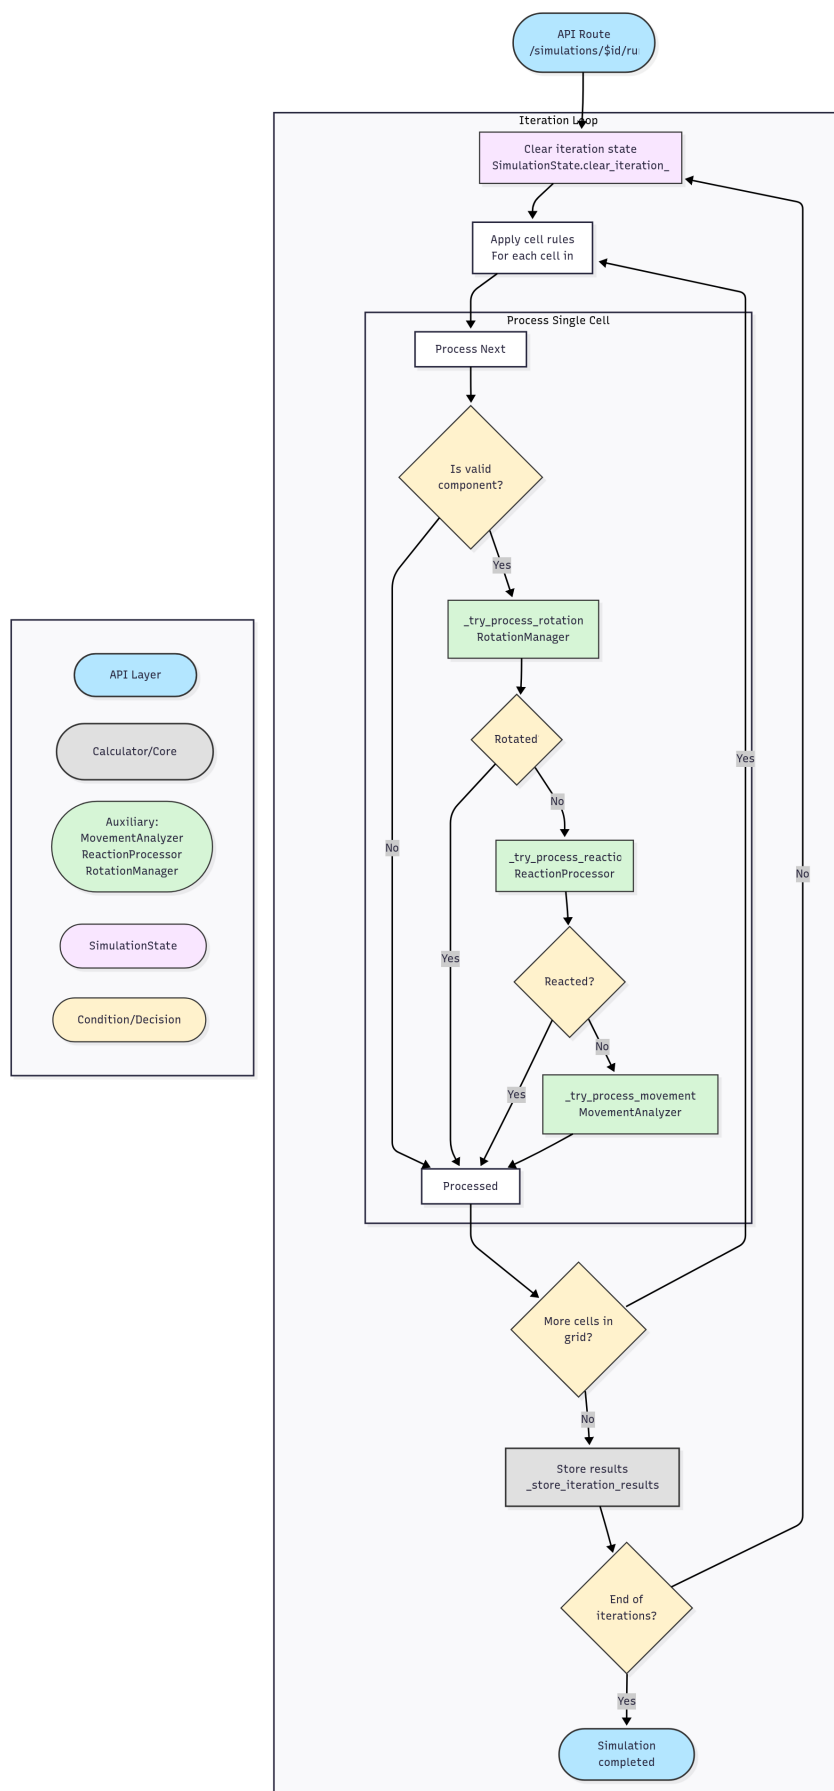 API Route
/simulations/$id/ru
Iteration Loop
Clear iteration state
SimulationState.clear_iteration_
Apply cell rules
For each cell in
Process Single Cell
Process Next
Is valid
component?
Yes
_try_process_rotation
RotationManager
Rotated
No
_try_process_reactic
ReactionProcessor
Reacted?
No
_try_process_movement
MovementAnalyzer
Yes
Yes
No
Processed
Yes
No
More cells in
grid?
No
Store results
_store_iteration_results
End of
iterations?
Yes
Simulation
completed
API Layer
Calculator/Core
Auxiliary:
MovementAnalyzer
ReactionProcessor
RotationManager
SimulationState
Condition/Decision